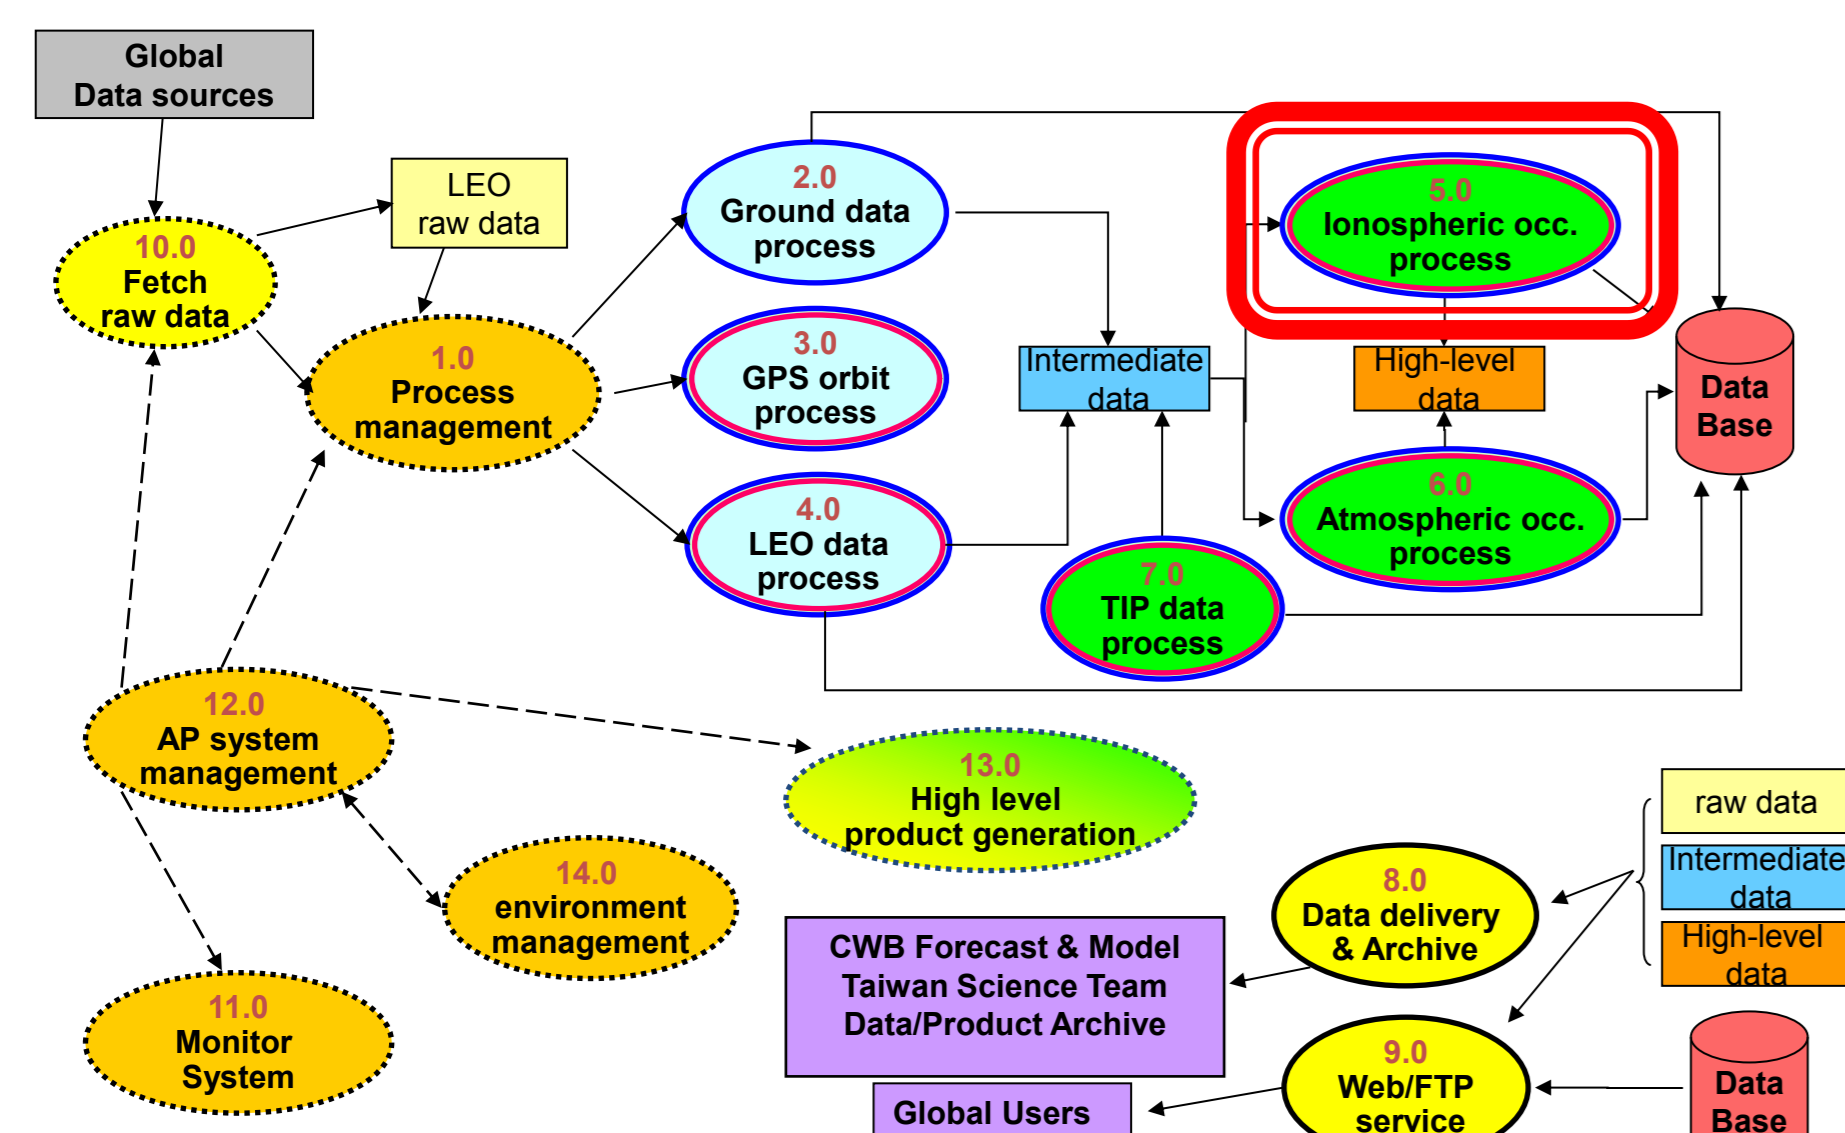 Global
Data sources
LEO
raw data
10.0
Fetch
raw data
1.0
Process
management
2.0
Ground data
process
3.0
GPS orbit
process
4.0
LEO data
process
Intermediate
data
5.0
Ionospheric occ.
process
High-level
data
6.0
Atmospheric occ.
process
7.0
TIP data
process
Data
Base
12.0
AP system
management
13.0
High level
product generation
14.0
environment
management
11.0
Monitor
System
raw data
Intermediate
data
High-level
data
8.0
Data delivery
& Archive
CWB Forecast & Model
Taiwan Science Team
Data/Product Archive
9.0
Web/FTP
service
Global Users
Data
Base